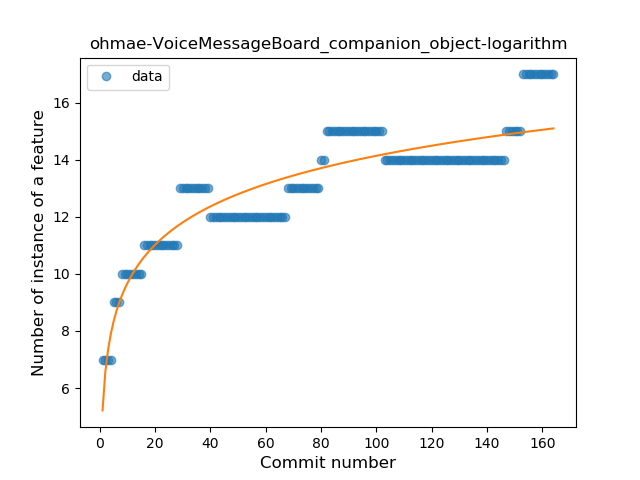 ohmae-VoiceMessageBoard_companion_object-logarithm
data
Number of instance of a feature
16
14
12
10
8
6
0 20 40 60 80 100 120 140 160
Commit number